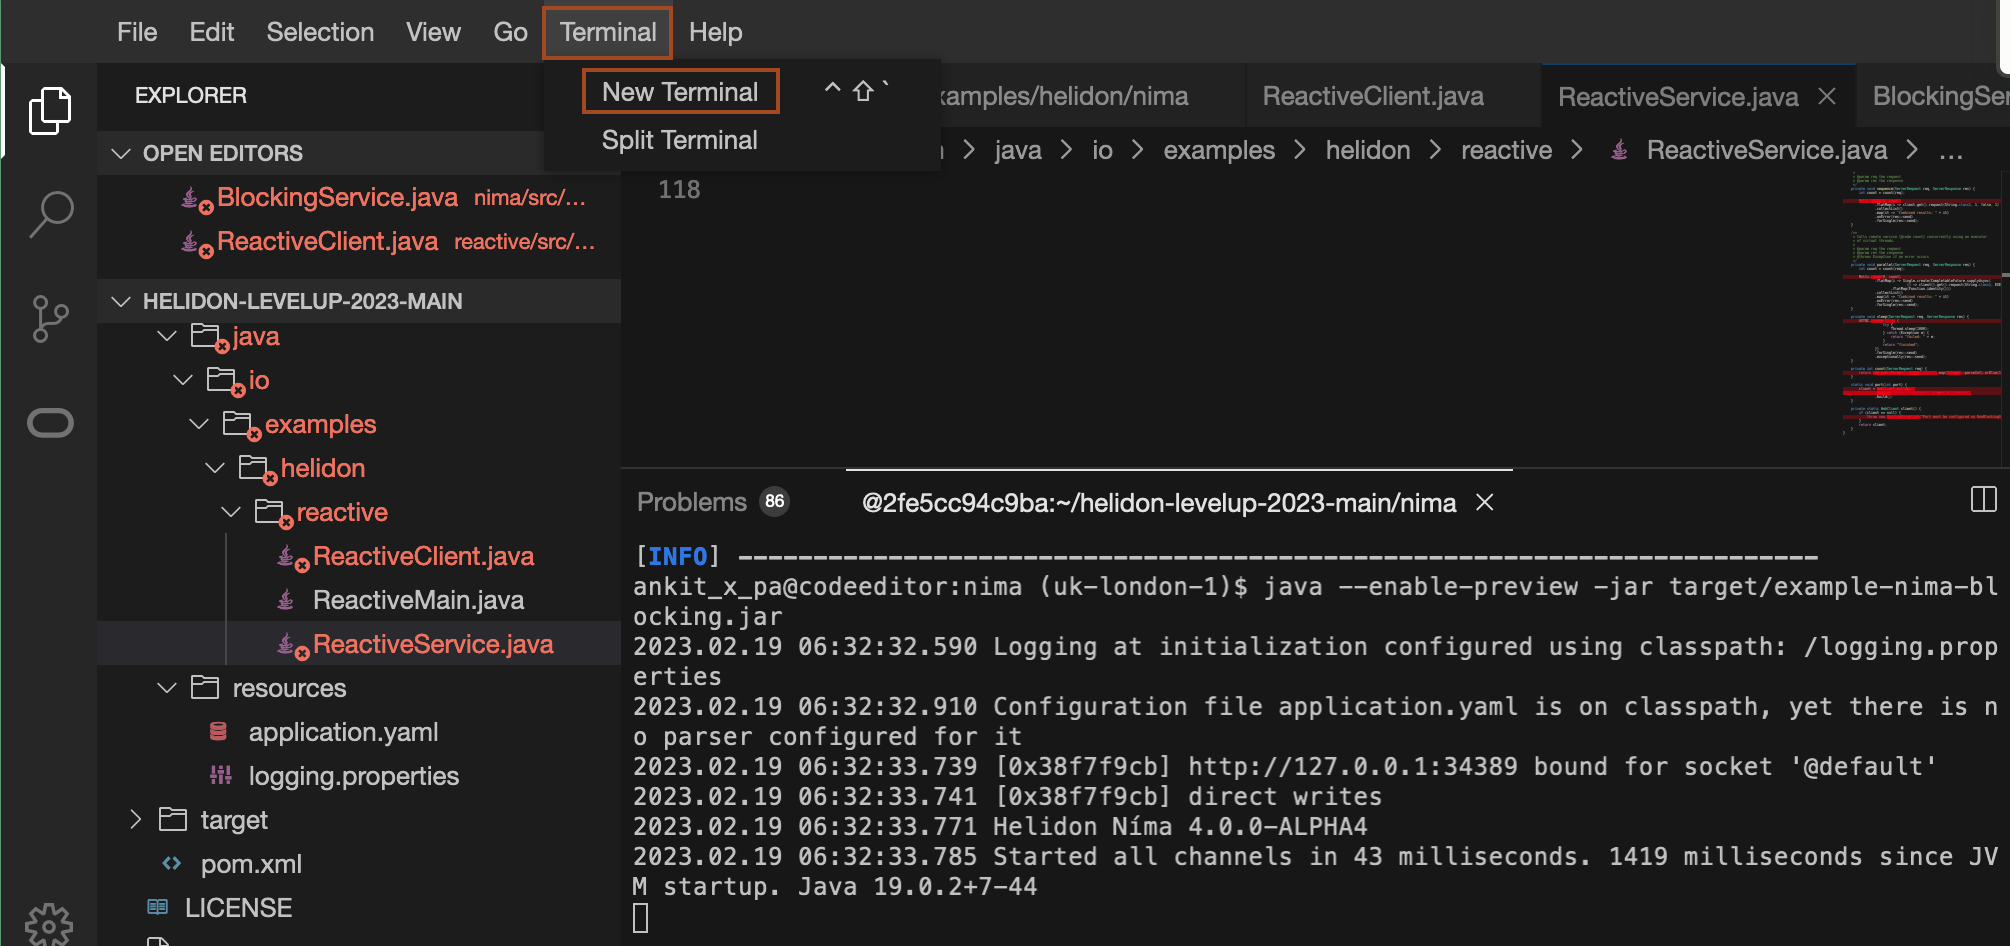 File Edit Selection View Go Terminal Help
New Terminal ^ ⇧ `
Split Terminal
EXPLORER
OPEN EDITORS
BlockingService.java nima/src/...
ReactiveClient.java reactive/src/...
HELIDON-LEVELUP-2023-MAIN
java
io
examples
helidon
reactive
ReactiveClient.java
ReactiveMain.java
ReactiveService.java
resources
application.yaml
logging.properties
target
pom.xml
LICENSE
examples/helidon/nima ReactiveClient.java ReactiveService.java BlockingSer
> java > io > examples > helidon > reactive > ReactiveService.java > ...
118
Problems 86 @2fe5cc94c9ba:~/helidon-levelup-2023-main/nima
[INFO] ------------------------------------------------------------------------
ankit_x_pa@codeeditor:nima (uk-london-1)$ java --enable-preview -jar target/example-nima-bl
ocking.jar
2023.02.19 06:32:32.590 Logging at initialization configured using classpath: /logging.prop
erties
2023.02.19 06:32:32.910 Configuration file application.yaml is on classpath, yet there is n
o parser configured for it
2023.02.19 06:32:33.739 [0x38f7f9cb] http://127.0.0.1:34389 bound for socket '@default'
2023.02.19 06:32:33.741 [0x38f7f9cb] direct writes
2023.02.19 06:32:33.771 Helidon Níma 4.0.0-ALPHA4
2023.02.19 06:32:33.785 Started all channels in 43 milliseconds. 1419 milliseconds since JV
M startup. Java 19.0.2+7-44